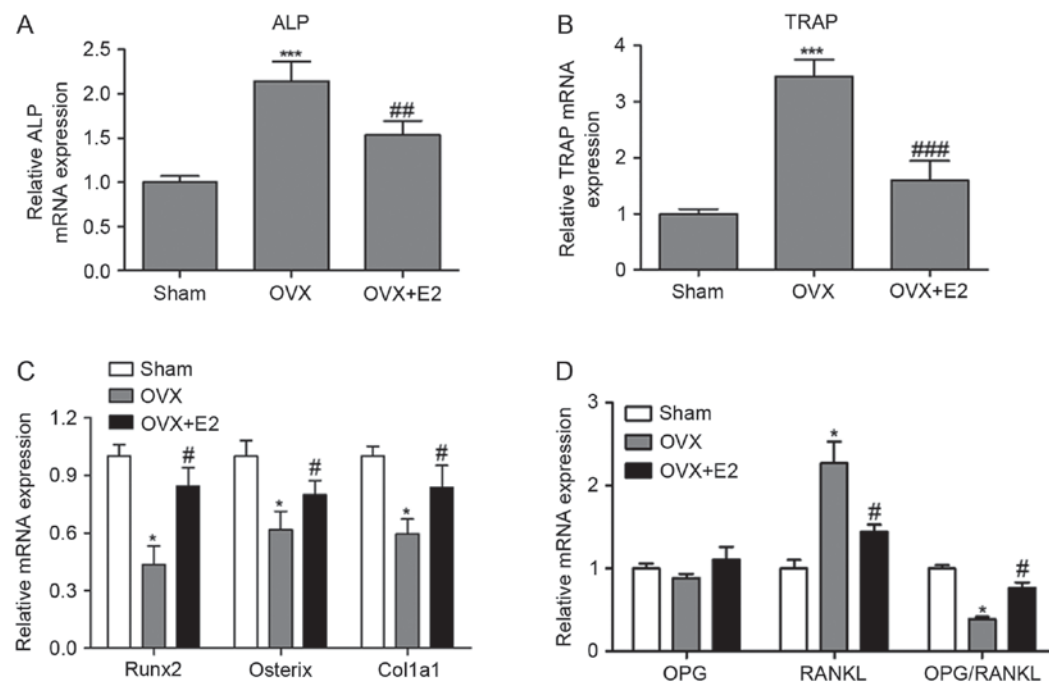 A
ALP
Relative ALP
mRNA expression
2.5
2.0
1.5
1.0
0.5
0.0
***
##
Sham
OVX
OVX+E2
B
TRAP
Relative TRAP mRNA
expression
4
3
2
1
0
***
###
Sham
OVX
OVX+E2
C
Sham
OVX
OVX+E2
Relative mRNA expression
1.2
0.9
0.6
0.3
0.0
*
#
*
#
*
#
Runx2
Osterix
Col1a1
D
Sham
OVX
OVX+E2
Relative mRNA expression
3
2
1
0
*
#
*
#
OPG
RANKL
OPG/RANKL